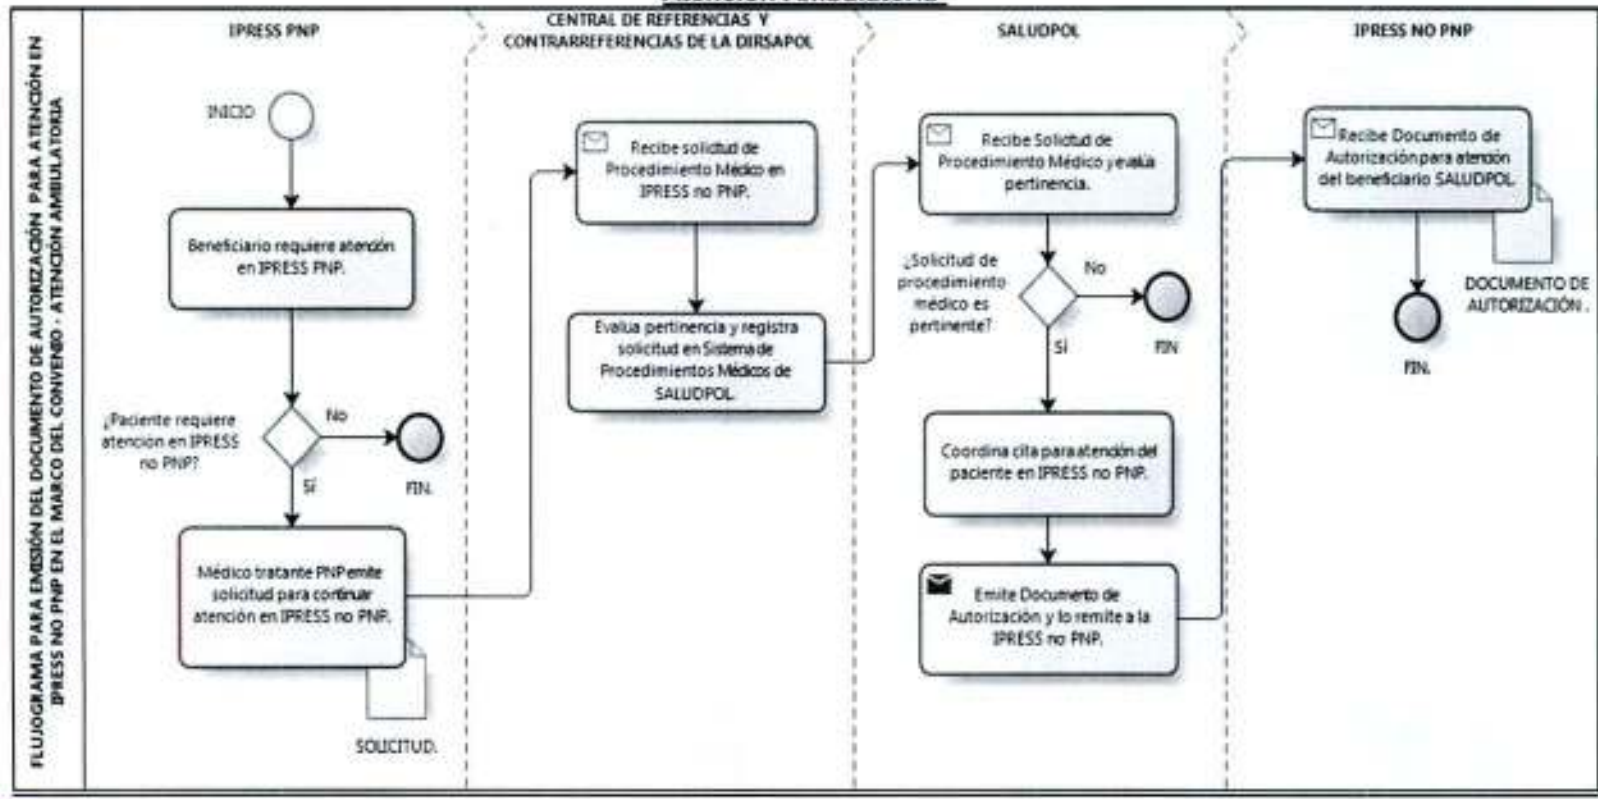 FLUJOGRAMA PARA EMISIÓN DEL DOCUMENTO DE AUTORIZACIÓN PARA ATENCIÓN EN
IPRESS NO PNP EN EL MARCO DEL CONVENIO - ATENCIÓN AMBULATORIA
IPRESS PNP
INICIO
Beneficiario requiere atención
en IPRESS PNP.
¿Paciente requiere
atención en IPRESS
no PNP?
No
FIN.
SÍ
Médico tratante PNP emite
solicitud para continuar
atención en IPRESS no PNP.
SOLICITUD.
CENTRAL DE REFERENCIAS Y
CONTRARREFERENCIAS DE LA DIRSAPOL
Recibe solicitud de
Procedimiento Médico en
IPRESS no PNP.
Evalua pertinencia y registra
solicitud en Sistema de
Procedimientos Médicos de
SALUDPOL.
SALUDPOL
Recibe Solicitud de
Procedimiento Médico y evalúa
pertinencia.
¿Solicitud de
procedimiento
médico es
pertinente?
No
FIN
SÍ
Coordina cita para atención del
paciente en IPRESS no PNP.
Emite Documento de
Autorización y lo remite a la
IPRESS no PNP.
IPRESS NO PNP
Recibe Documento de
Autorización para atención
del beneficiario SALUDPOL.
DOCUMENTO DE
AUTORIZACIÓN .
FIN.